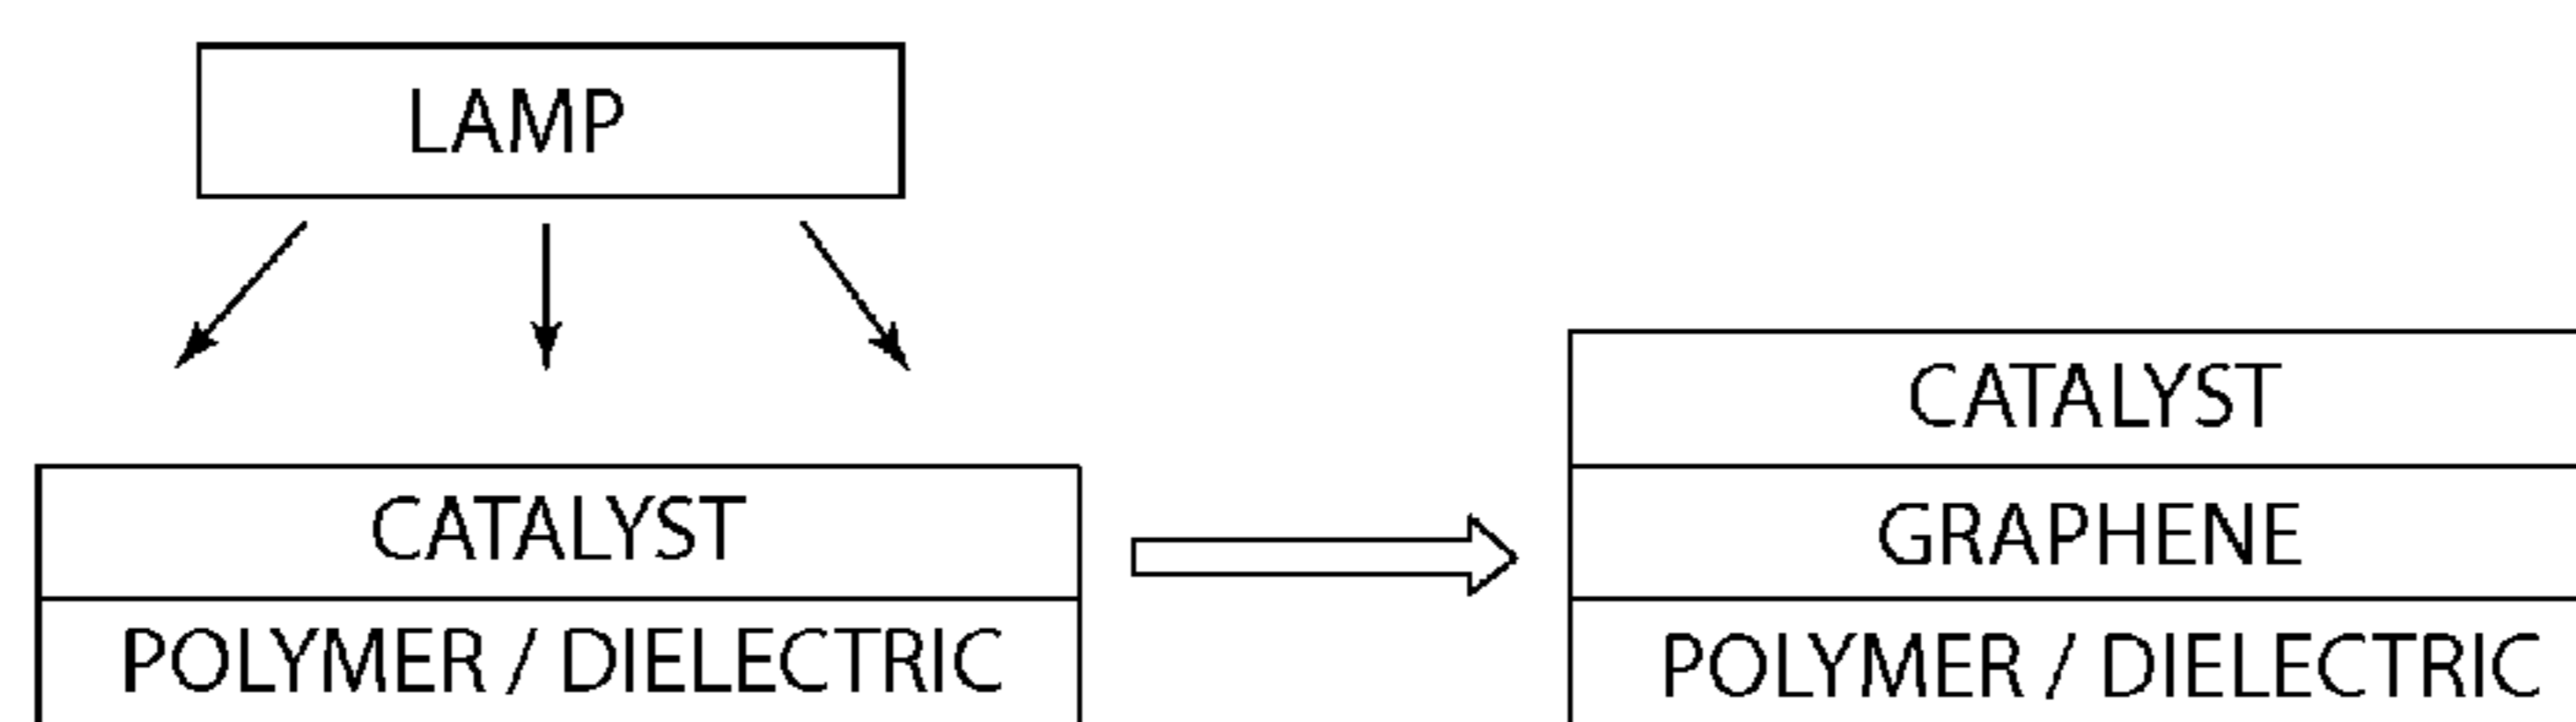 LAMP
CATALYST
POLYMER / DIELECTRIC
CATALYST
GRAPHENE
POLYMER / DIELECTRIC